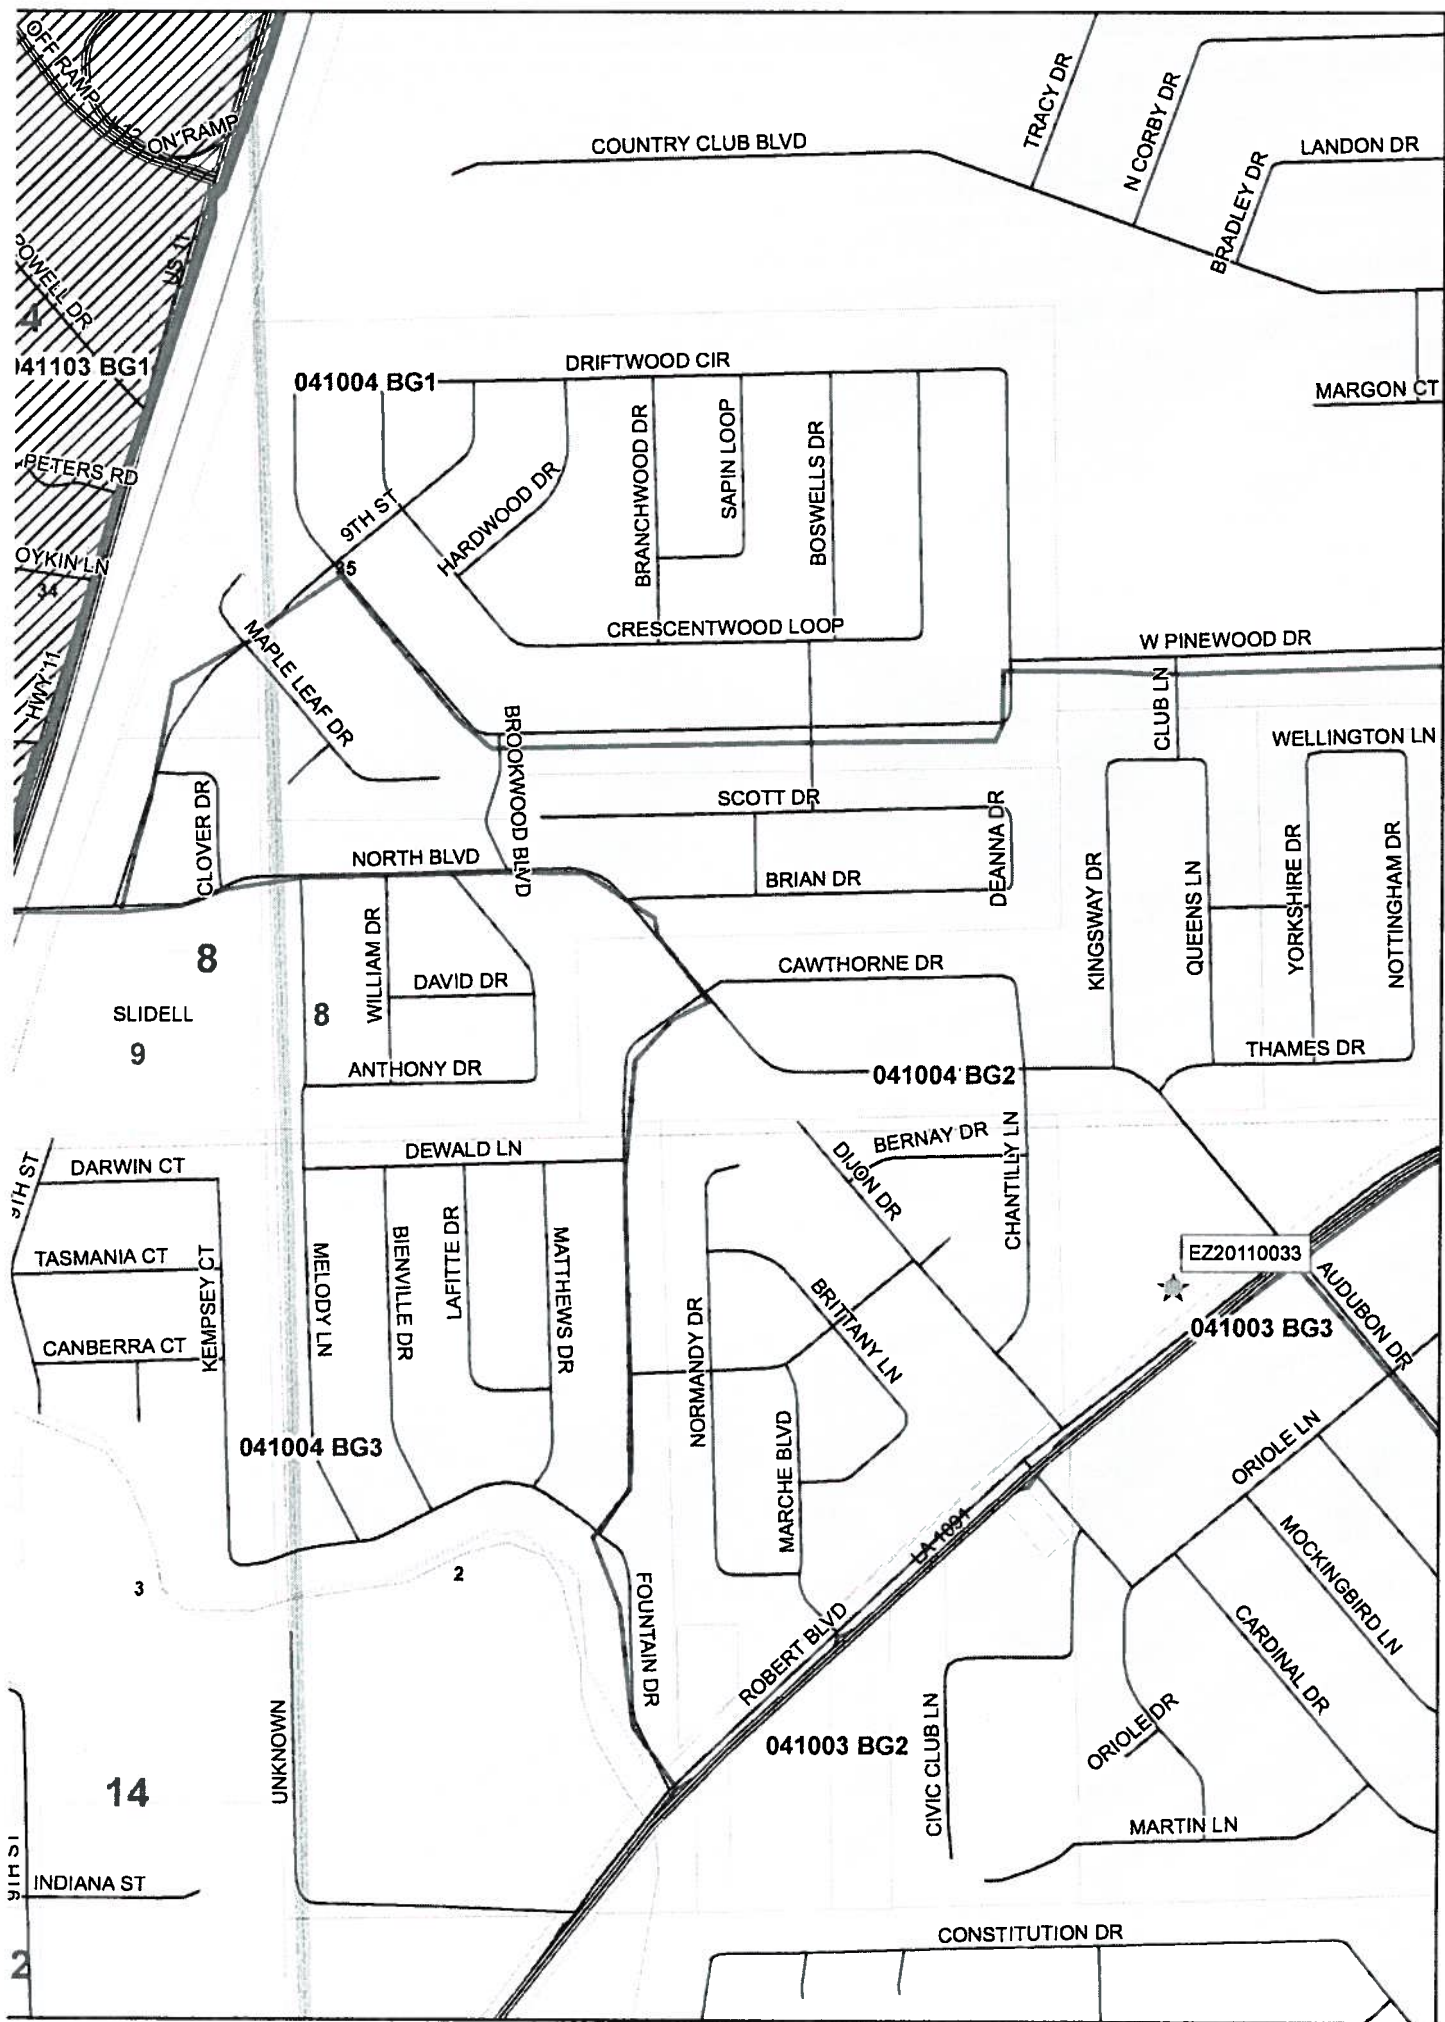 OFF RAMP
12
ON RAMP
COUNTRY CLUB BLVD
TRACY DR
N CORBY DR
LANDON DR
BRADLEY DR
US 11
4
041004 BG1
DRIFTWOOD CIR
MARGON CT
PETERS RD
BRANCHWOOD DR
SAPIN LOOP
BOSWELLS DR
9TH ST
HARDWOOD DR
34
MAPLE LEAF DR
CRESCENTWOOD LOOP
W PINEWOOD DR
HWY 11
CLUB LN
WELLINGTON LN
BROOKWOOD BLVD
CLOVER DR
SCOTT DR
DEANNA DR
NORTH BLVD
BRIAN DR
KINGSWAY DR
QUEENS LN
YORKSHIRE DR
NOTTINGHAM DR
8
WILLIAM DR
CAWTHORNE DR
DAVID DR
SLIDELL
8
9
THAMES DR
ANTHONY DR
041004 BG2
BERNAY DR
CHANTILLY LN
DEWALD LN
DIJON DR
9TH ST
DARWIN CT
TASMANIA CT
KEMPSEY CT
MELODY LN
BIENVILLE DR
LAFITTE DR
MATTHEWS DR
EZ20110033
AUDUBON DR
041003 BG3
CANBERRA CT
NORMANDY DR
BRITTANY LN
041004 BG3
MARCHE BLVD
ORIOLE LN
LA 1091
MOCKINGBIRD LN
3
2
FOUNTAIN DR
ROBERT BLVD
CARDINAL DR
UNKNOWN
041003 BG2
CIVIC CLUB LN
ORIOLE DR
14
MARTIN LN
9TH ST
INDIANA ST
CONSTITUTION DR
2